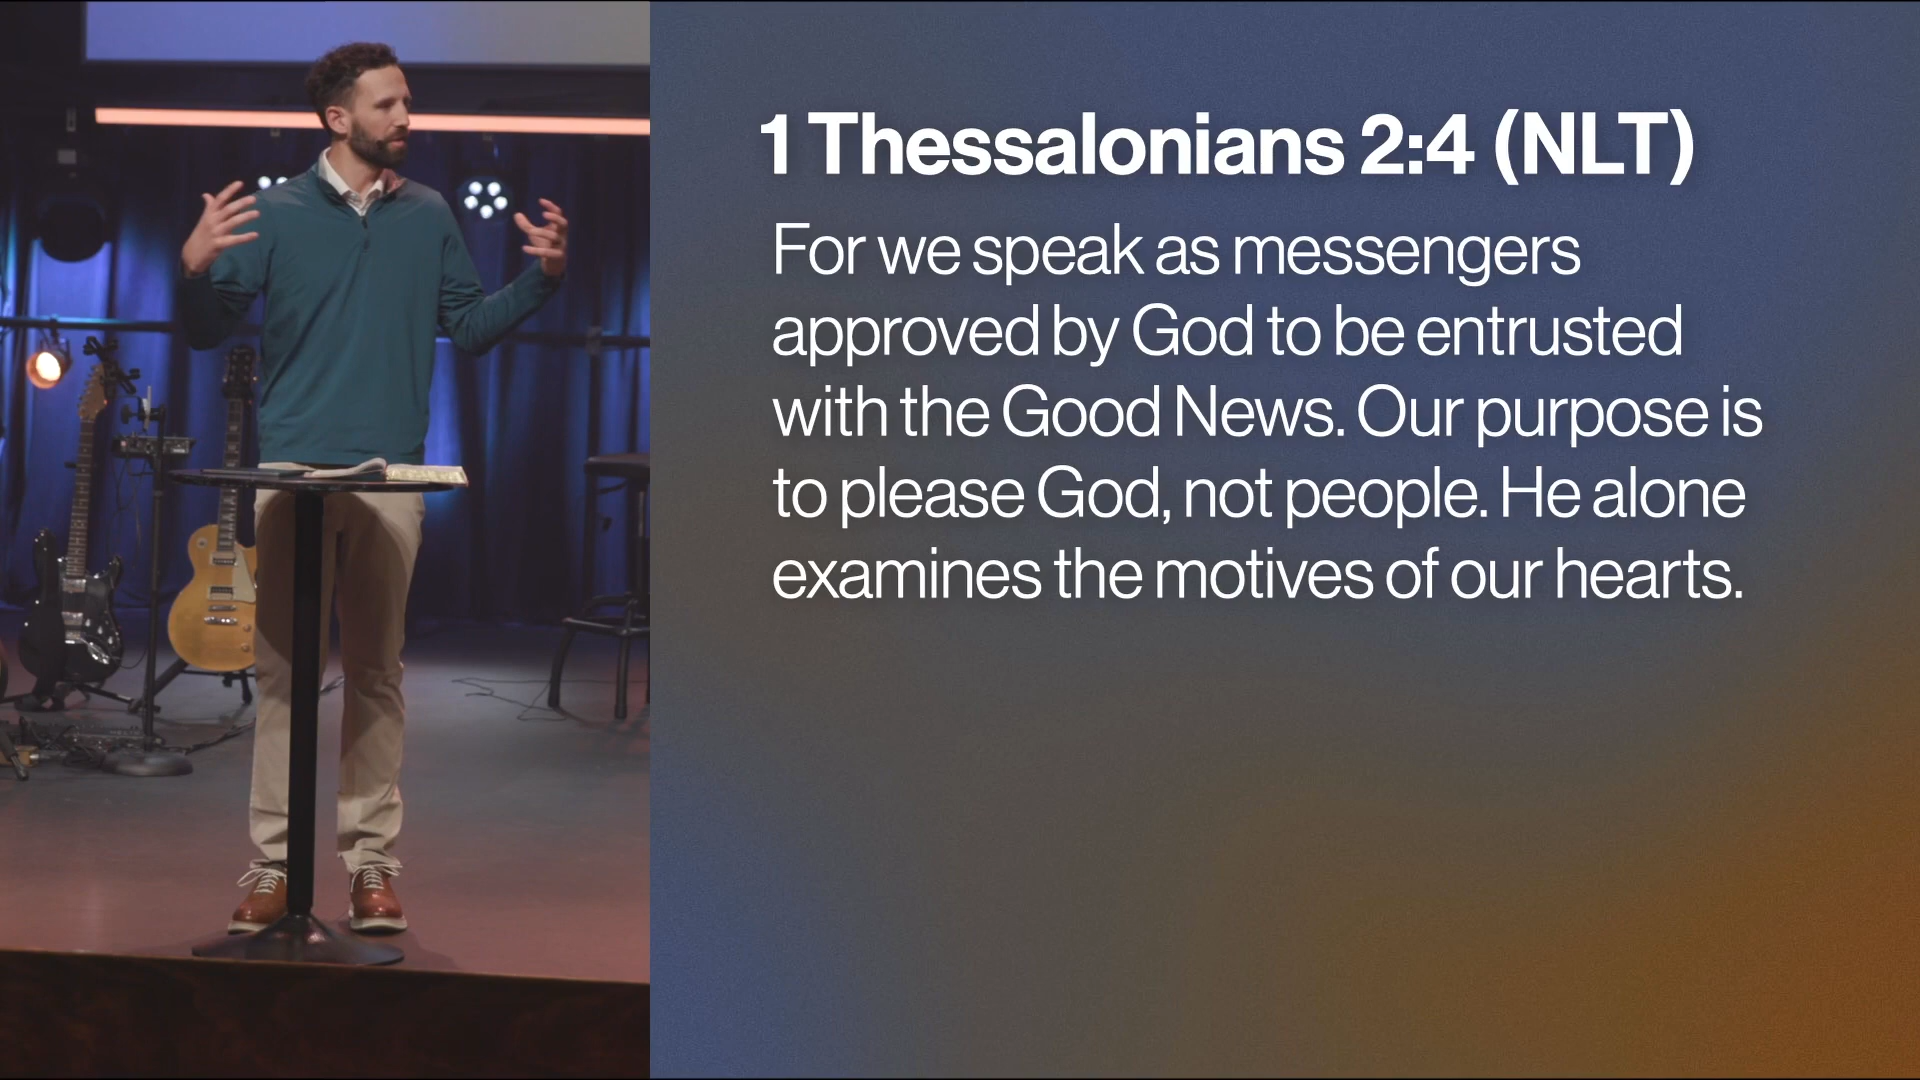 1 Thessalonians 2:4 (NLT)
For we speak as messengers
approved by God to be entrusted
with the Good News. Our purpose is
to please God, not people. He alone
examines the motives of our hearts.